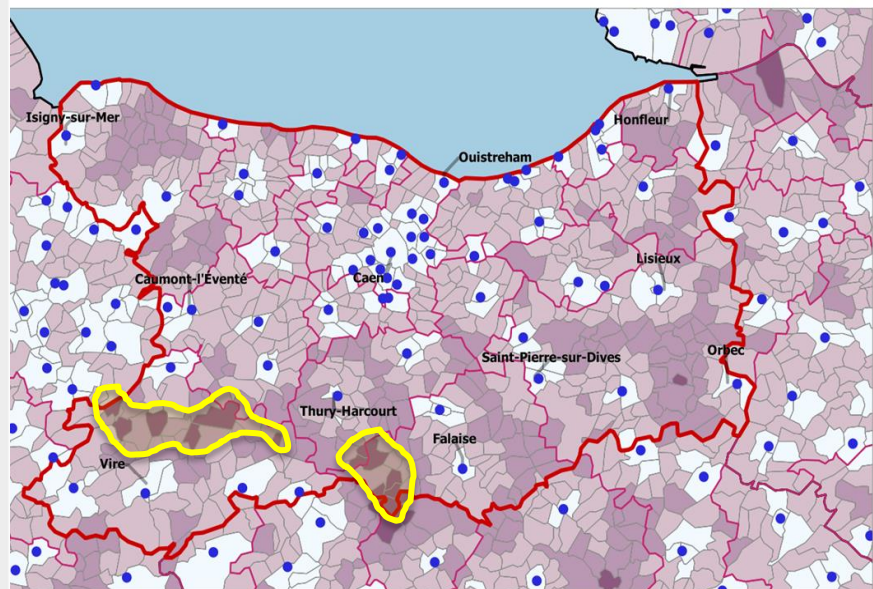 Isigny-sur-Mer
Honfleur
Ouistreham
Caumont-l'Éventé
Caen
Lisieux
Saint-Pierre-sur-Dives
Orbec
Thury-Harcourt
Falaise
Vire